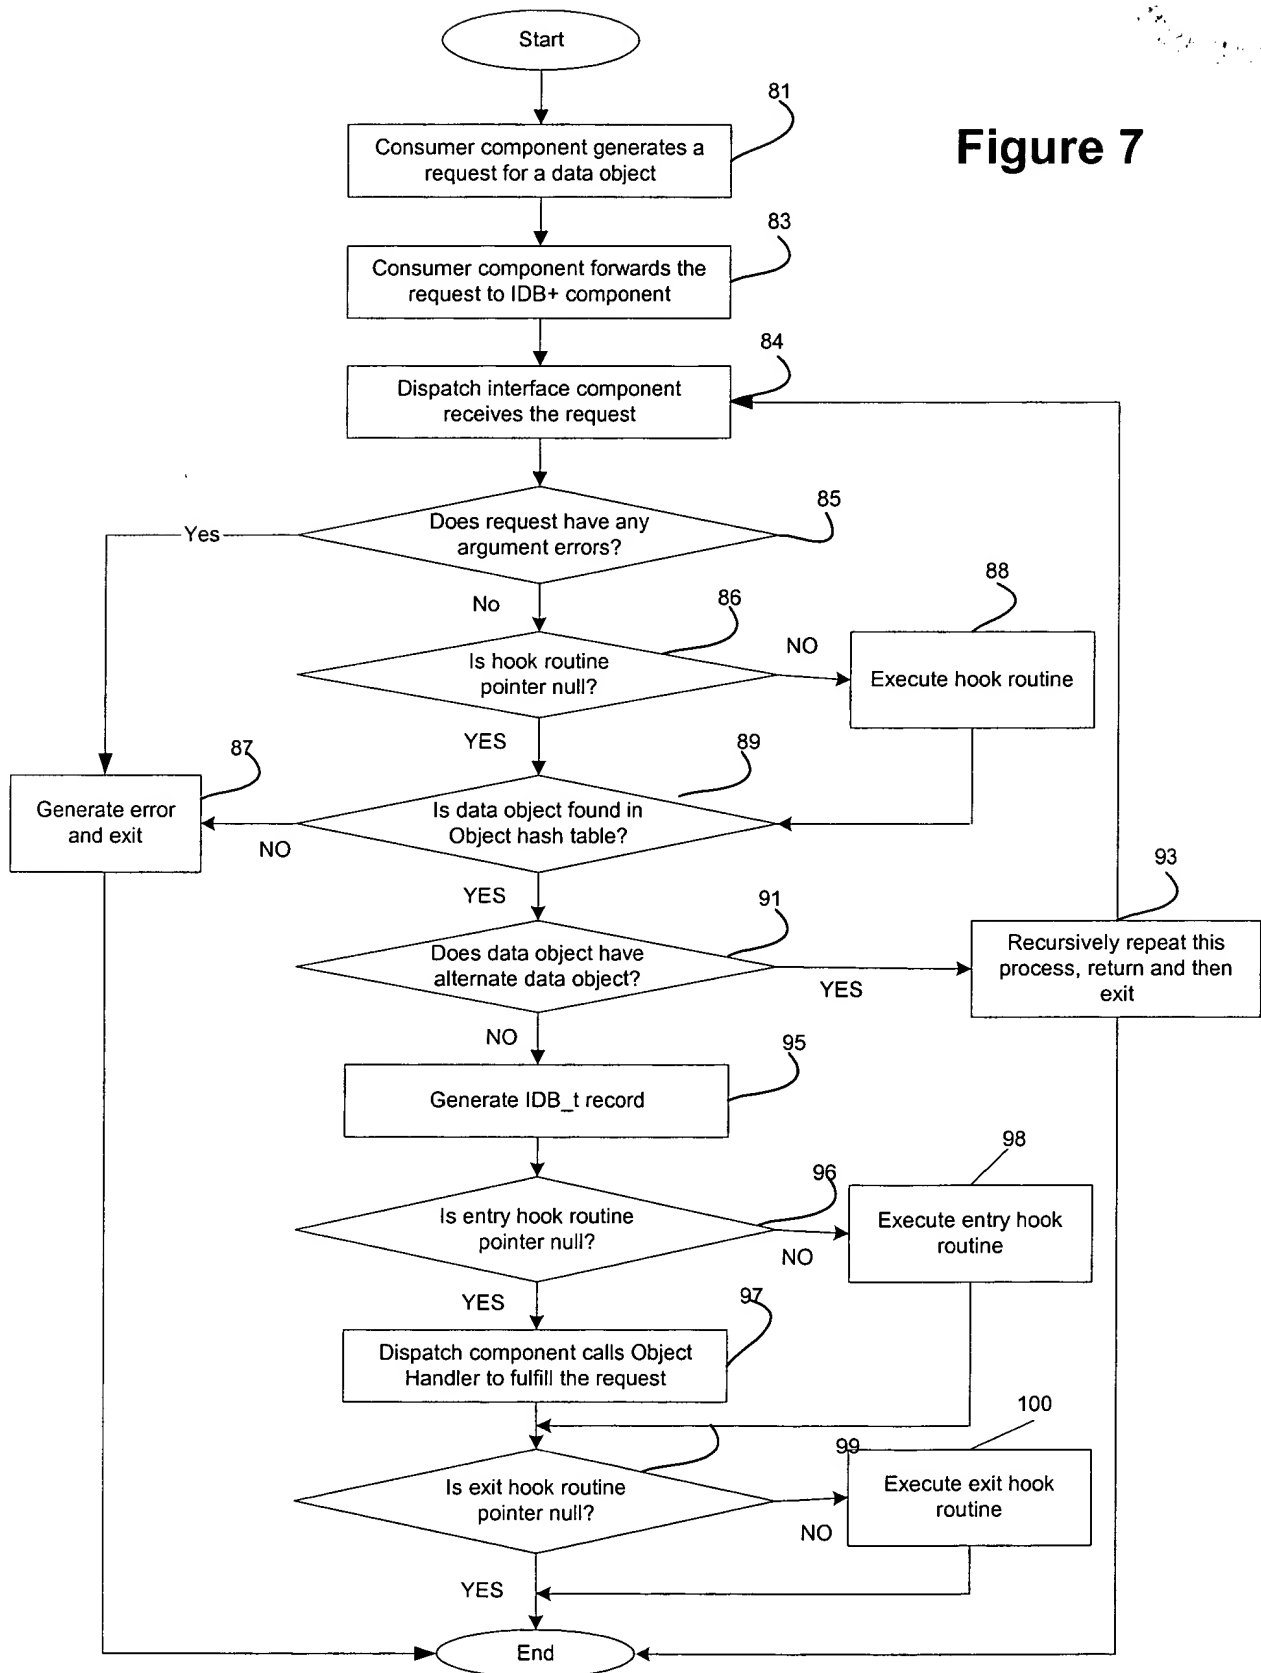 Start
81
Figure 7
Consumer component generates a
request for a data object
83
Consumer component forwards the
request to IDB+ component
84
Dispatch interface component
receives the request
85
Yes
Does request have any
argument errors?
No
86
88
NO
Is hook routine
pointer null?
Execute hook routine
YES
87
89
Generate error
and exit
NO
Is data object found in
Object hash table?
YES
93
91
Does data object have
alternate data object?
YES
Recursively repeat this
process, return and then
exit
NO
95
Generate IDB_t record
98
96
Is entry hook routine
pointer null?
NO
Execute entry hook
routine
YES
97
Dispatch component calls Object
Handler to fulfill the request
100
99
Is exit hook routine
pointer null?
NO
Execute exit hook
routine
YES
End